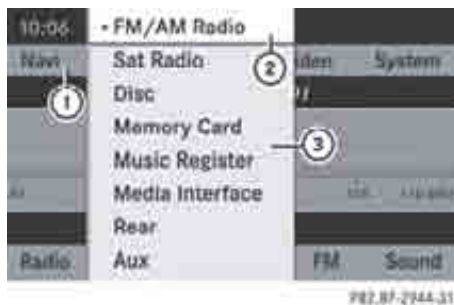 10:06
• FM/AM Radio
Navi
Sat Radio
2
System
1
Disc
Memory Card
3
Music Register
Media Interface
Rear
Radio
Aux
FM
Sound
P82.87-2944-31